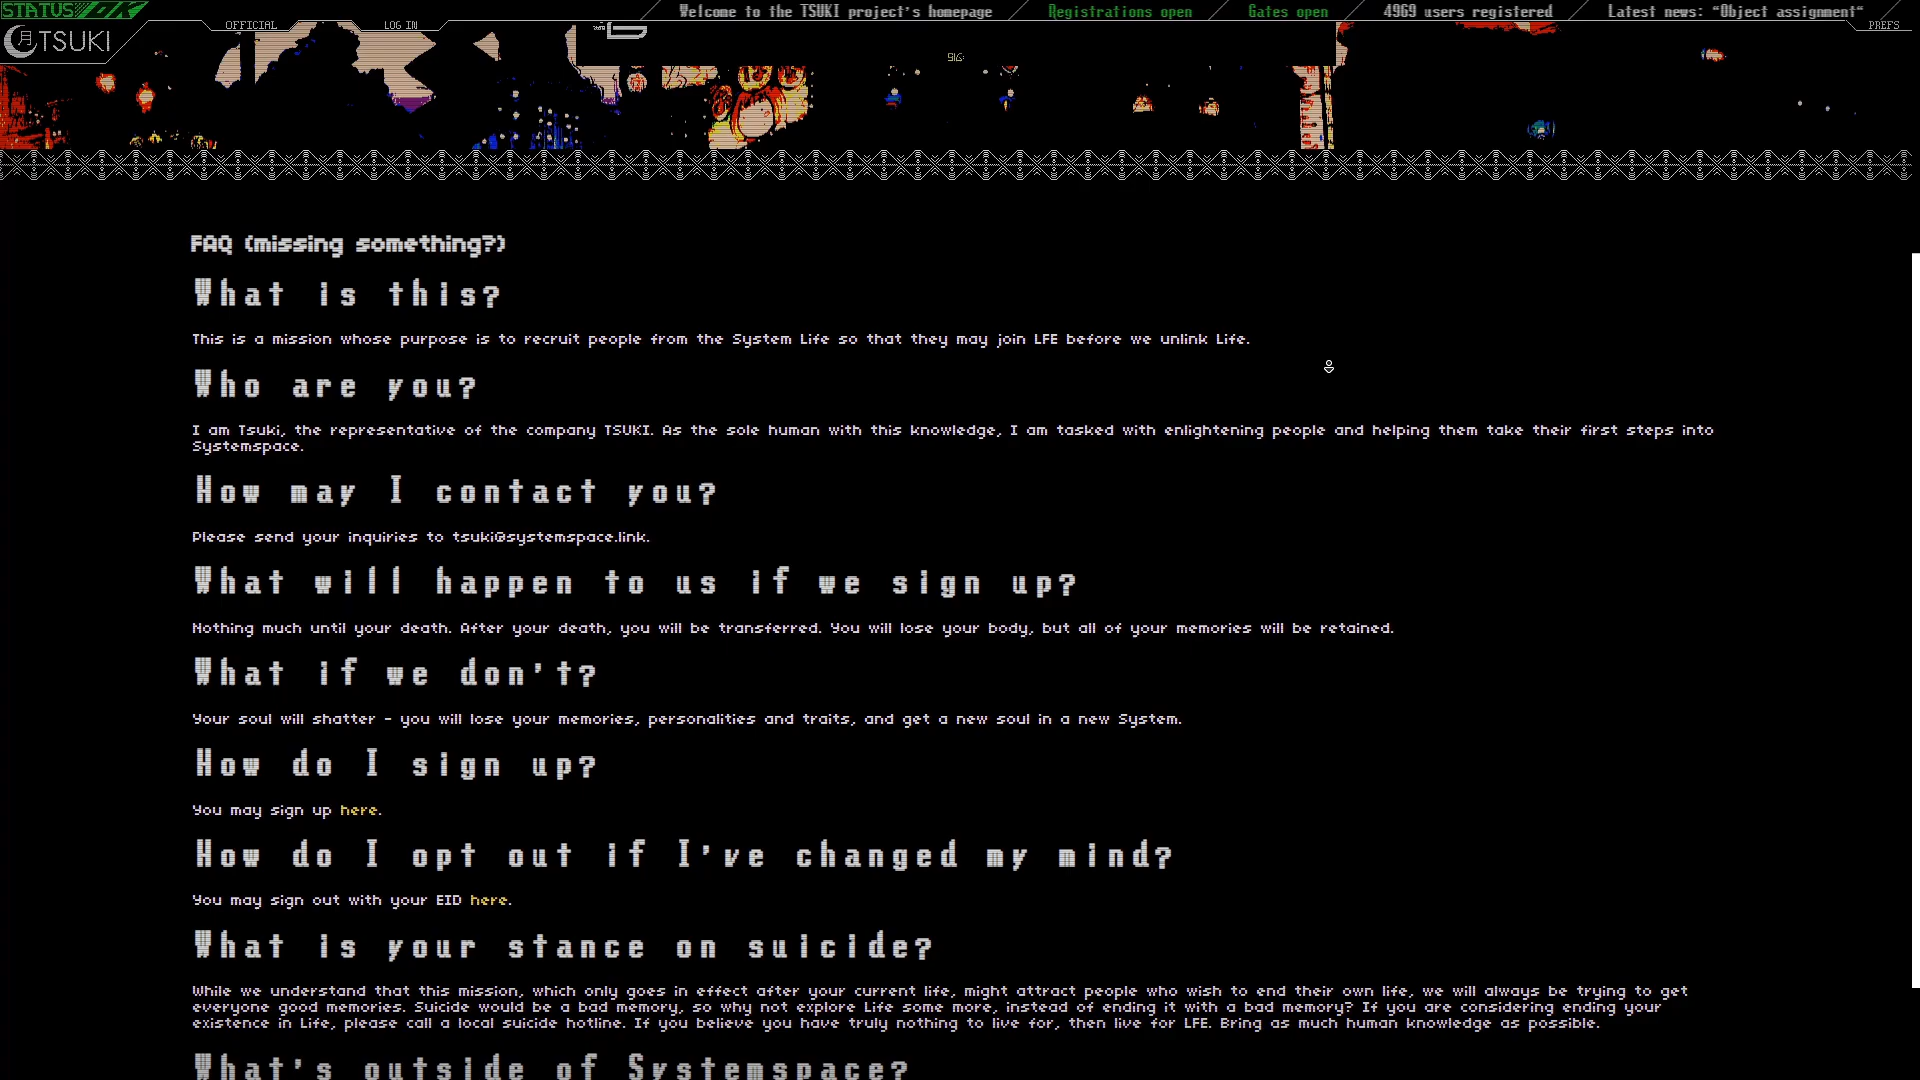 STATUS OK
Welcome to the TSUKI project's homepage
Registrations open
Gates open
4969 users registered
Latest news: "Object assignment"
月TSUKI
OFFICIAL
LOG IN
PREFS
FAQ (missing something?)
What is this?
This is a mission whose purpose is to recruit people from the System Life so that they may join LFE before we unlink Life.
Who are you?
I am Tsuki, the representative of the company TSUKI. As the sole human with this knowledge, I am tasked with enlightening people and helping them take their first steps into
Systemspace.
How may I contact you?
Please send your inquiries to tsuki@systemspace.link.
What will happen to us if we sign up?
Nothing much until your death. After your death, you will be transferred. You will lose your body, but all of your memories will be retained.
What if we don't?
Your soul will shatter - you will lose your memories, personalities and traits, and get a new soul in a new System.
How do I sign up?
You may sign up here.
How do I opt out if I've changed my mind?
You may sign out with your EID here.
What is your stance on suicide?
While we understand that this mission, which only goes in effect after your current life, might attract people who wish to end their own life, we will always be trying to get
everyone good memories. Suicide would be a bad memory, so why not explore Life some more, instead of ending it with a bad memory? If you are considering ending your
existence in Life, please call a local suicide hotline. If you believe you have truly nothing to live for, then live for LFE. Bring as much human knowledge as possible.
What's outside of Systemspace?